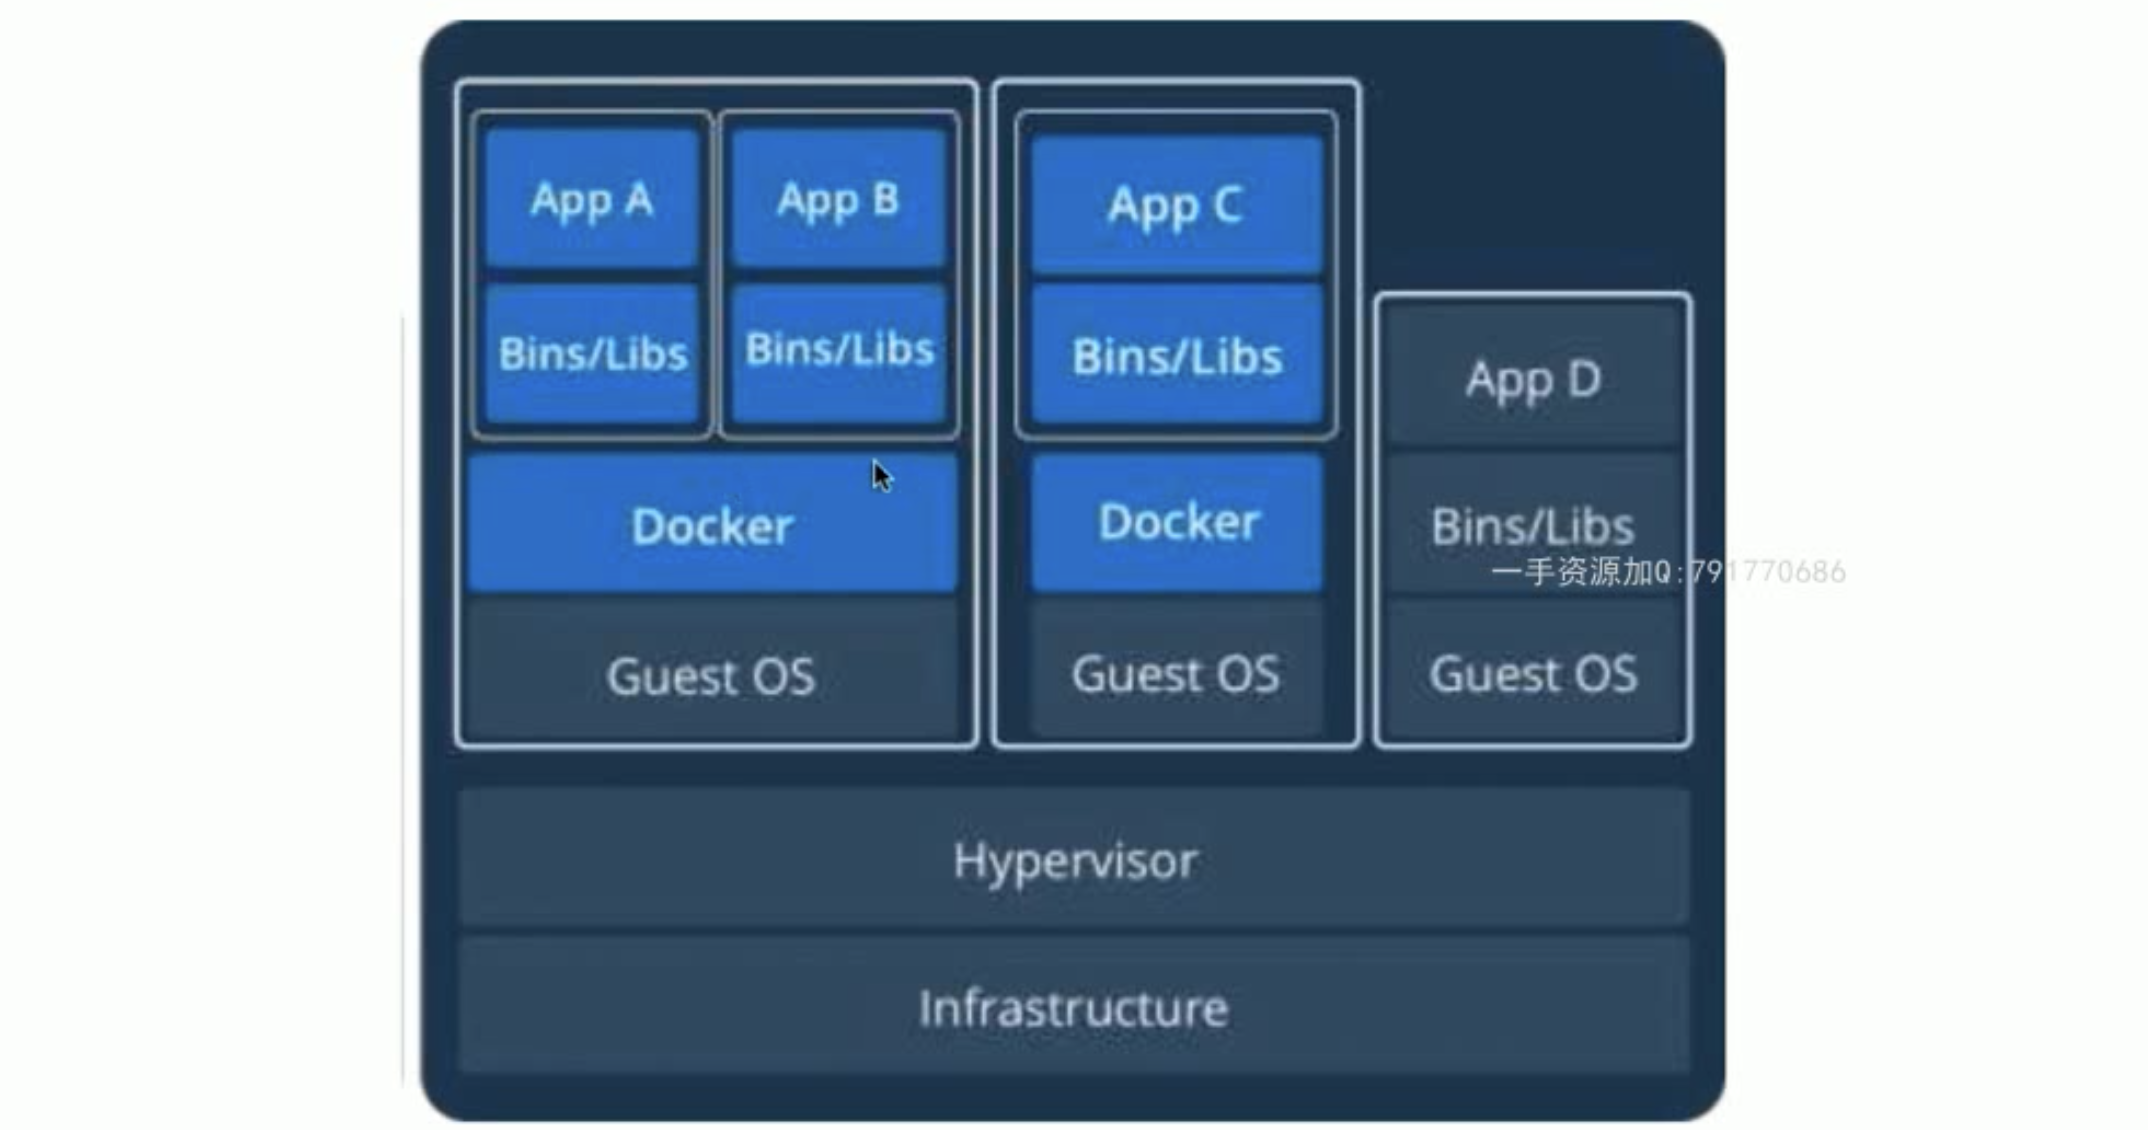 App A
App B
App C
Bins/Libs
Bins/Libs
Bins/Libs
App D
Docker
Docker
Bins/Libs
一手资源加Q:791770686
Guest OS
Guest OS
Guest OS
Hypervisor
Infrastructure